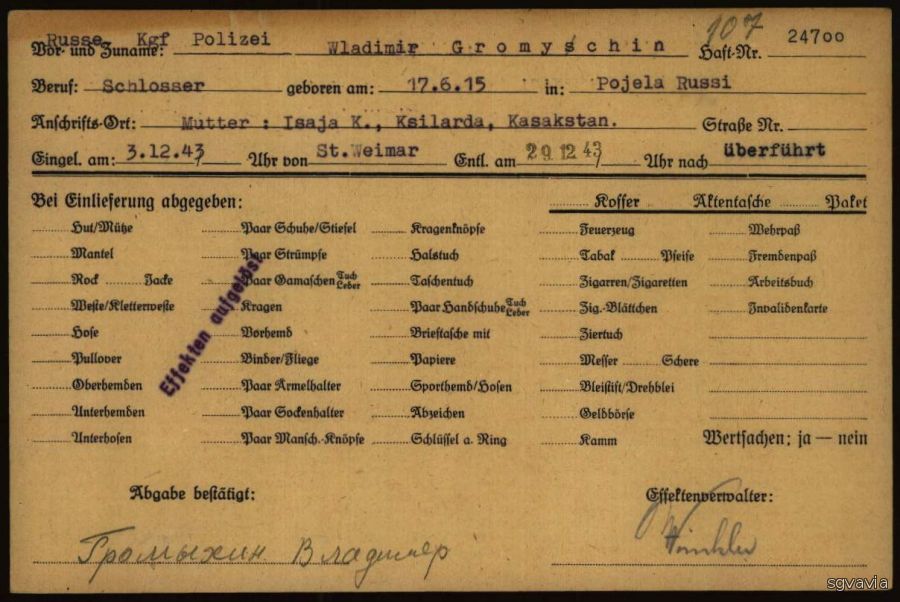 Russe Kgf Polizei 107
Vor- und Zuname: Wladimir Gromyschin Haft-Nr. 24700
Beruf: Schlosser geboren am: 17.6.15 in: Pojela Russi
Anschrifts-Ort: Mutter : Isaja K., Ksilarda, Kasakstan. Straße Nr.
Eingel. am: 3.12.43 Uhr von St.Weimar Entl. am 29.12.43 Uhr nach überführt
Bei Einlieferung abgegeben: Koffer Aktentasche Paket
Hut/Mütze Paar Schuhe/Stiefel Kragenknöpfe Feuerzeug Wehrpaß
Mantel Paar Strümpfe Halstuch Tabak Pfeife Fremdenpaß
Rock Jacke Paar Gamaschen Tuch Leder Taschentuch Zigarren/Zigaretten Arbeitsbuch
Weste/Kletterweste Kragen Paar Handschuhe Tuch Leder Zig.-Blättchen Invalidenkarte
Hose Vorhemd Brieftasche mit Ziertuch
Pullover Binder/Fliege Papiere Messer Schere
Oberhemden Paar Ärmelhalter Sporthemd/Hosen Bleistift/Drehblei
Unterhemden Paar Sockenhalter Abzeichen Geldbörse
Unterhosen Paar Mansch.-Knöpfe Schlüssel a. Ring Kamm Wertsachen: ja — nein
Effekten aufgelöst
Abgabe bestätigt: Effektenverwalter:
Громыхин Владимер Winkler
sgvavia